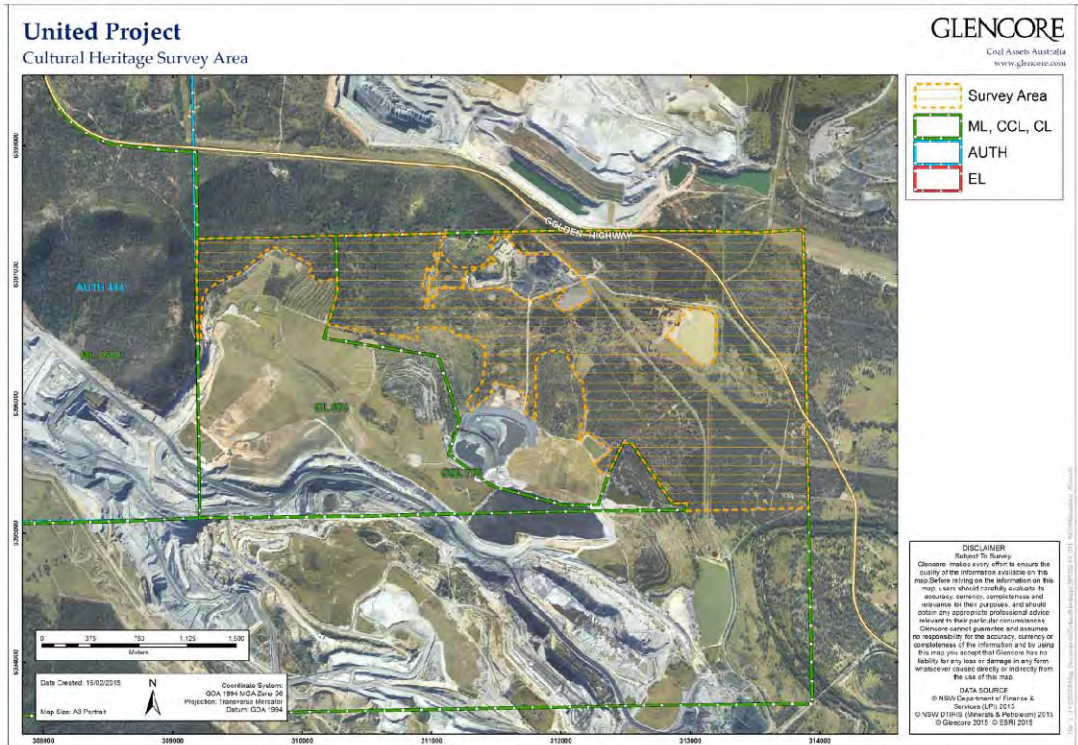 United Project
Cultural Heritage Survey Area
GLENCORE
Coal Assets Australia
www.glencore.com
Survey Area
ML, CCL, CL
AUTH
EL
GOLDEN HIGHWAY
AUTH 444
6398000
6397000
6396000
6395000
6394000
0 375 750 1,125 1,500
Meters
Date Created: 16/02/2015
N
Coordinate System:
GDA 1994 MGA Zone 56
Projection: Transverse Mercator
Datum: GDA 1994
Map Size: A3 Portrait
308000 309000 310000 311000 312000 313000 314000
DISCLAIMER
Subject To Survey
Glencore makes every effort to ensure the
quality of the information available on this
map. Before relying on the information on this
map, users should carefully evaluate its
accuracy, currency, completeness and
relevance for their purposes, and should
obtain any appropriate professional advice
relevant to their particular circumstances.
Glencore cannot guarantee and assumes
no responsibility for the accuracy, currency or
completeness of the information and by using
this map you accept that Glencore has no
liability for any loss or damage in any form
whatsoever caused directly or indirectly from
the use of this map.
DATA SOURCE
© NSW Department of Finance &
Services (LPI) 2015
© NSW DTIRIS (Minerals & Petroleum) 2015
© Glencore 2015 © ESRI 2015